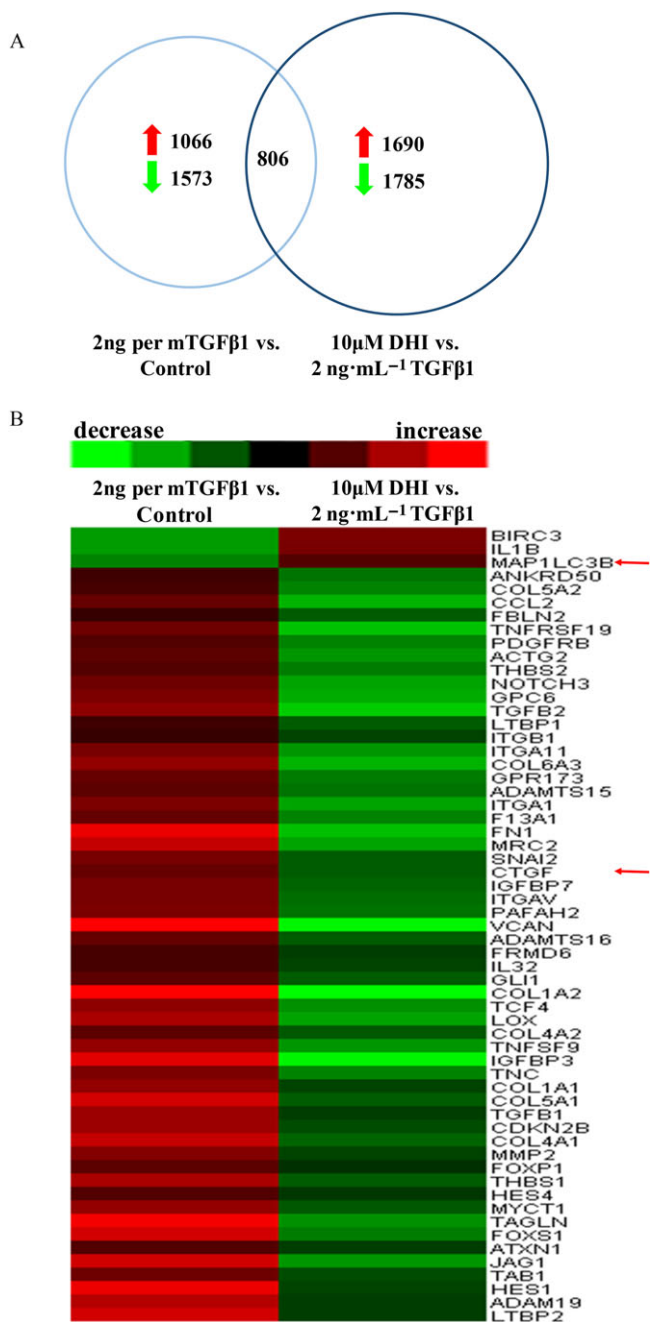 A
1066
1573
806
1690
1785
2ng per mTGFβ1 vs.
Control
10μM DHI vs.
2 ng·mL⁻¹ TGFβ1
B
decrease
increase
2ng per mTGFβ1 vs.
Control
10μM DHI vs.
2 ng·mL⁻¹ TGFβ1
BIRC3
IL1B
MAP1LC3B
ANKRD50
COL5A2
CCL2
FBLN2
TNFRSF19
PDGFRB
ACTG2
THBS2
NOTCH3
GPC6
TGFB2
LTBP1
ITGB1
ITGA11
COL6A3
GPR173
ADAMTS15
ITGA1
F13A1
FN1
MRC2
SNAI2
CTGF
IGFBP7
ITGAV
PAFAH2
VCAN
ADAMTS16
FRMD6
IL32
GLI1
COL1A2
TCF4
LOX
COL4A2
TNFSF9
IGFBP3
TNC
COL1A1
COL5A1
TGFB1
CDKN2B
COL4A1
MMP2
FOXP1
THBS1
HES4
MYCT1
TAGLN
FOXS1
ATXN1
JAG1
TAB1
HES1
ADAM19
LTBP2